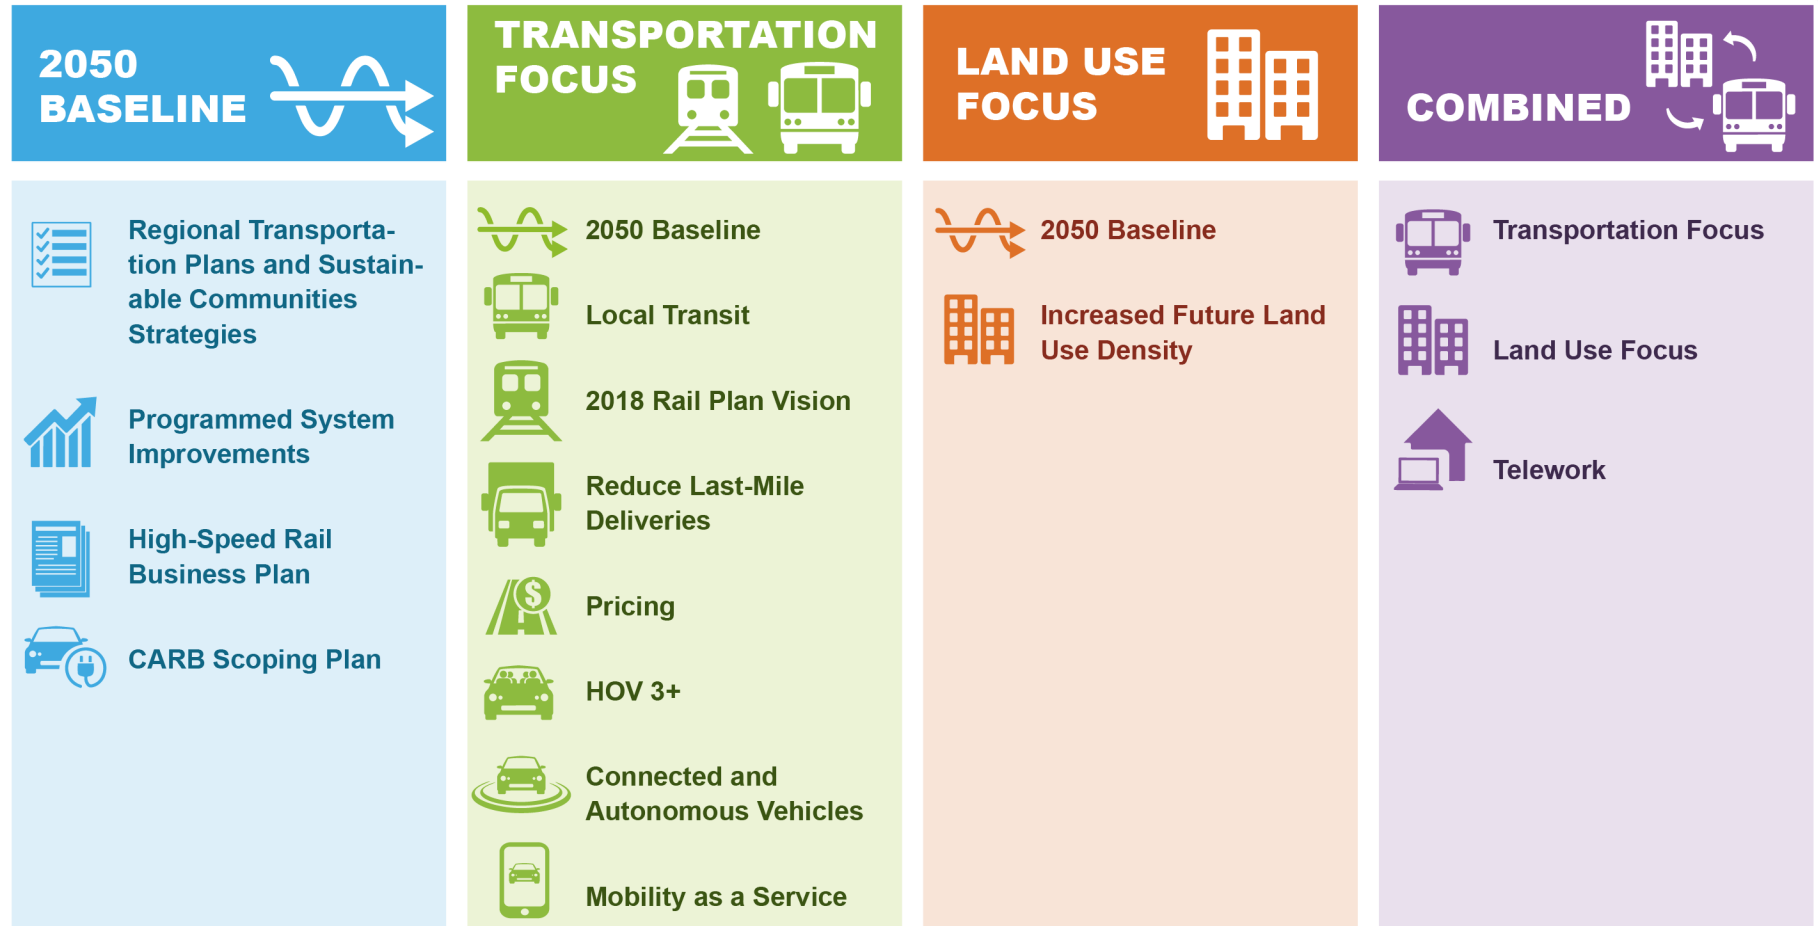 2050
BASELINE
Regional Transporta-
tion Plans and Sustain-
able Communities
Strategies
Programmed System
Improvements
High-Speed Rail
Business Plan
CARB Scoping Plan
TRANSPORTATION
FOCUS
2050 Baseline
Local Transit
2018 Rail Plan Vision
Reduce Last-Mile
Deliveries
$
Pricing
HOV 3+
Connected and
Autonomous Vehicles
Mobility as a Service
LAND USE
FOCUS
2050 Baseline
Increased Future Land
Use Density
COMBINED
Transportation Focus
Land Use Focus
Telework